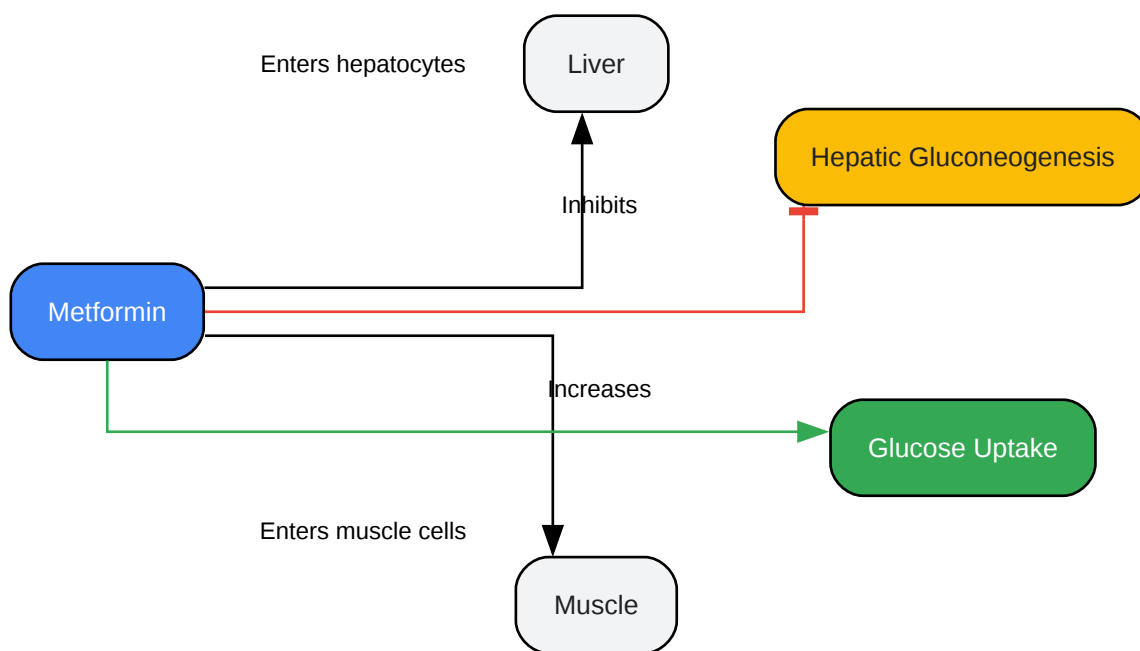 Enters hepatocytes
Liver
Hepatic Gluconeogenesis
Inhibits
Metformin
Increases
Glucose Uptake
Enters muscle cells
Muscle